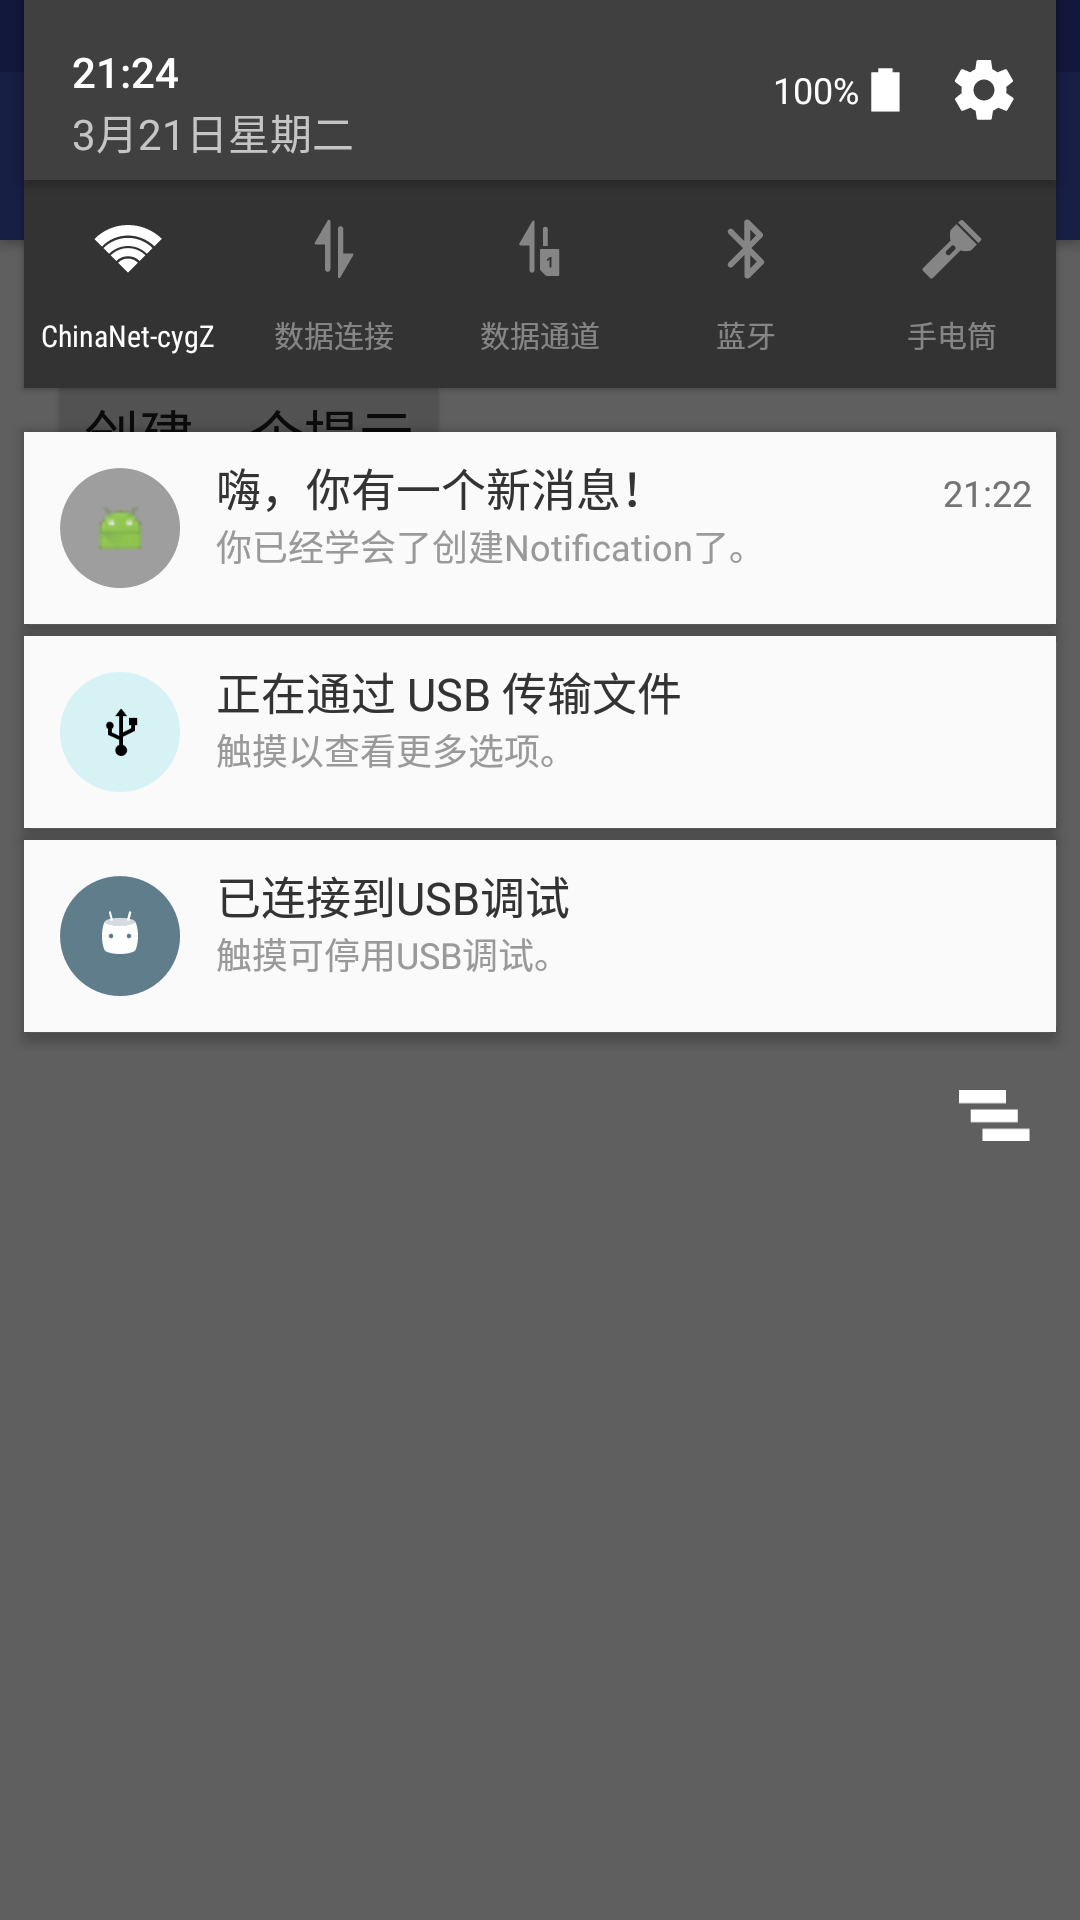 21:24
100%
3月21日星期二
1
ChinaNet-cygZ
数据连接
数据通道
蓝牙
手电筒
嗨，你有一个新消息！
21:22
你已经学会了创建Notification了。
正在通过 USB 传输文件
触摸以查看更多选项。
已连接到USB调试
触摸可停用USB调试。